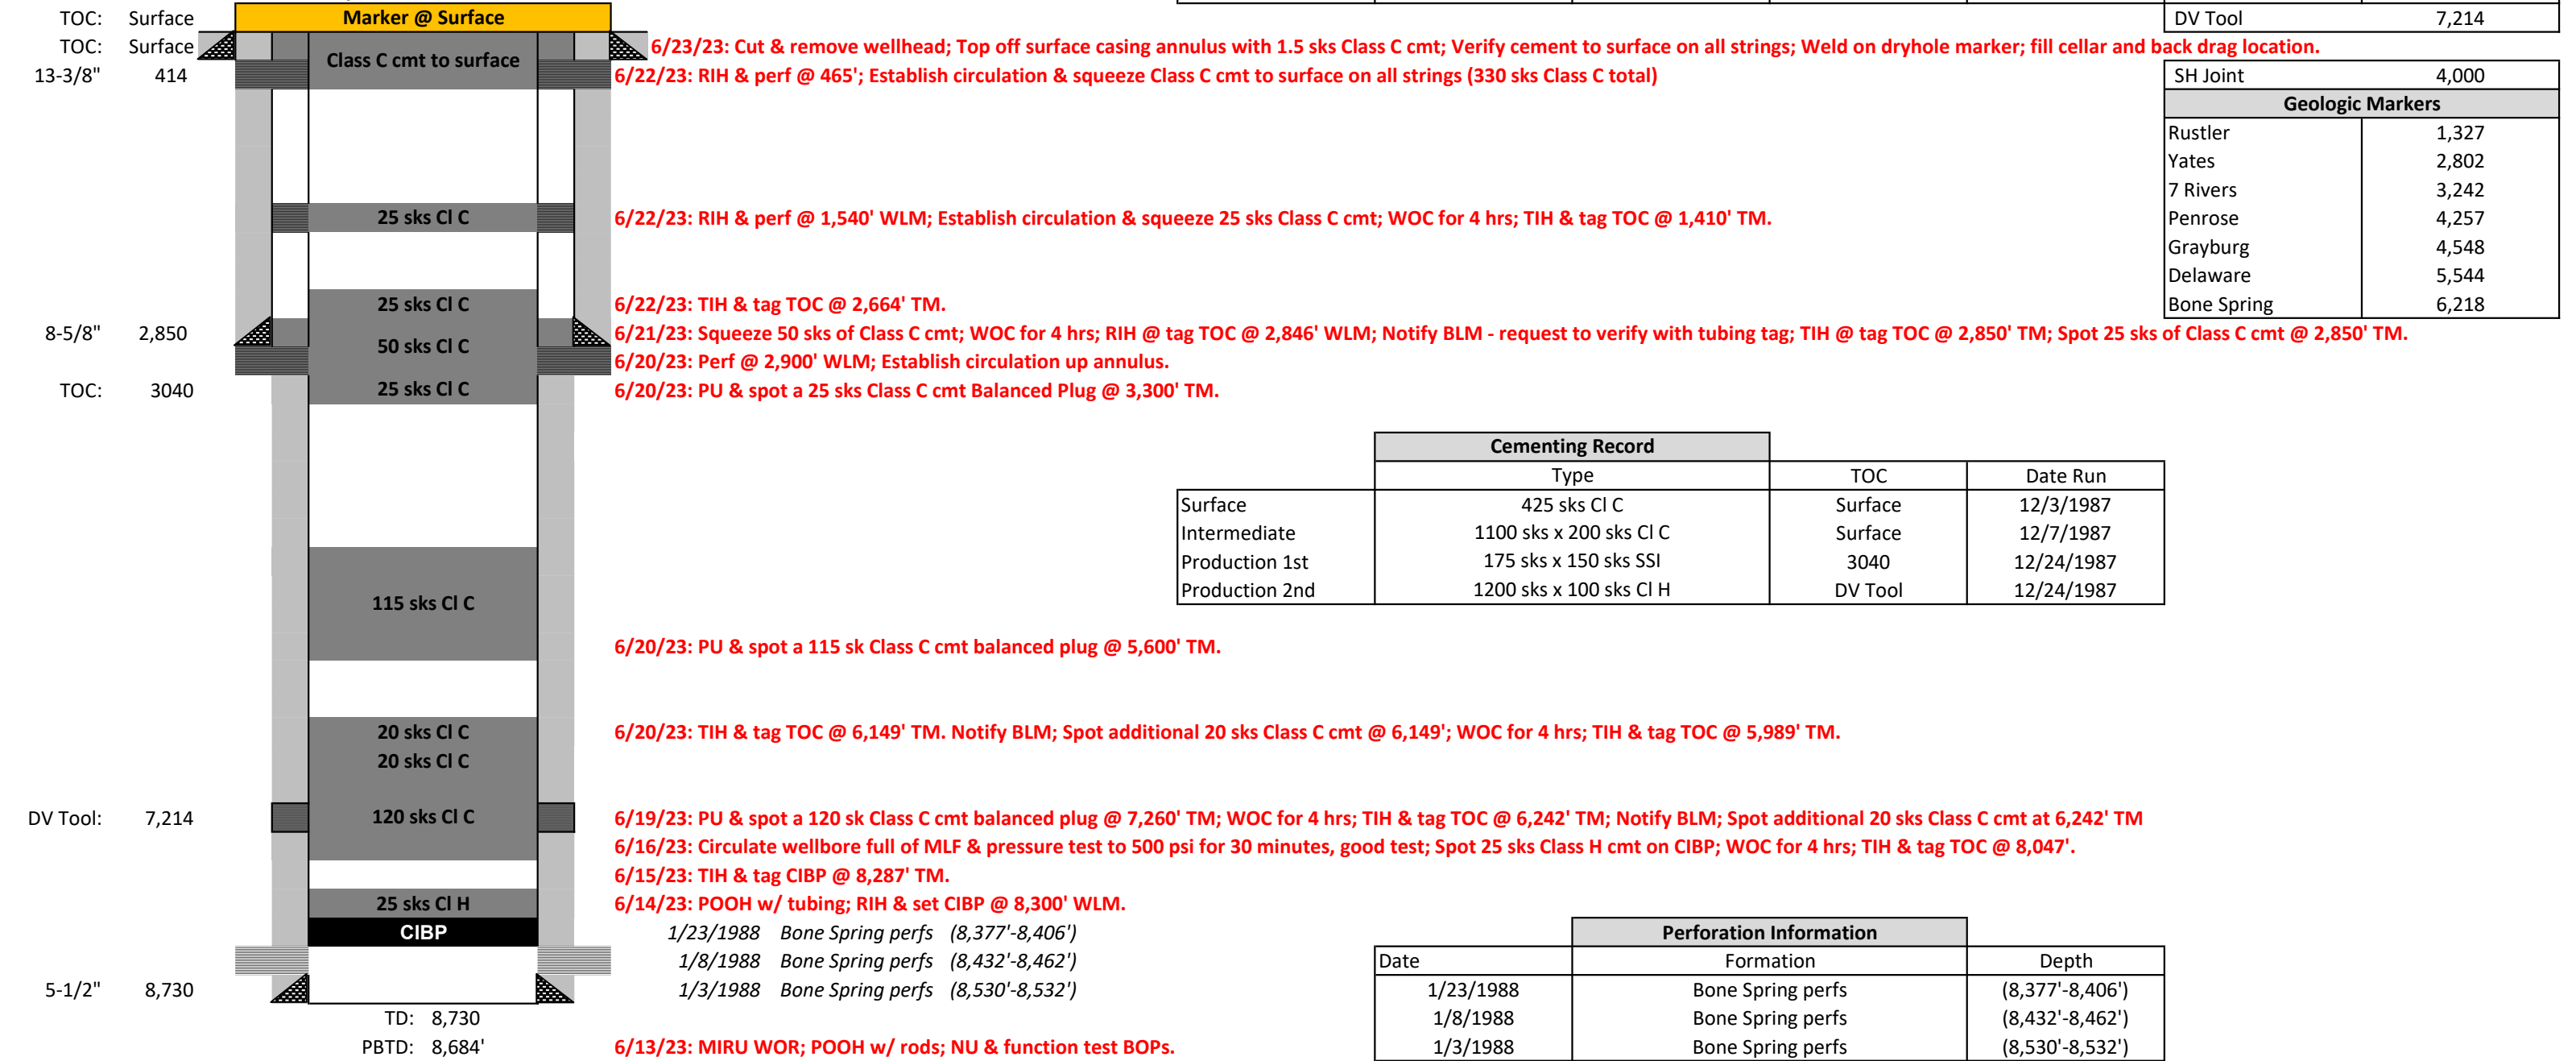 TOC: Surface Marker @ Surface DV Tool 7,214
TOC: Surface 6/23/23: Cut & remove wellhead; Top off surface casing annulus with 1.5 sks Class C cmt; Verify cement to surface on all strings; Weld on dryhole marker; fill cellar and back drag location.
Class C cmt to surface
13-3/8" 414 6/22/23: RIH & perf @ 465'; Establish circulation & squeeze Class C cmt to surface on all strings (330 sks Class C total) SH Joint 4,000
Geologic Markers
Rustler 1,327
Yates 2,802
7 Rivers 3,242
25 sks Cl C 6/22/23: RIH & perf @ 1,540' WLM; Establish circulation & squeeze 25 sks Class C cmt; WOC for 4 hrs; TIH & tag TOC @ 1,410' TM. Penrose 4,257
Grayburg 4,548
Delaware 5,544
25 sks Cl C 6/22/23: TIH & tag TOC @ 2,664' TM. Bone Spring 6,218
8-5/8" 2,850 6/21/23: Squeeze 50 sks of Class C cmt; WOC for 4 hrs; RIH @ tag TOC @ 2,846' WLM; Notify BLM - request to verify with tubing tag; TIH @ tag TOC @ 2,850' TM; Spot 25 sks of Class C cmt @ 2,850' TM.
50 sks Cl C
6/20/23: Perf @ 2,900' WLM; Establish circulation up annulus.
TOC: 3040 25 sks Cl C 6/20/23: PU & spot a 25 sks Class C cmt Balanced Plug @ 3,300' TM.
Cementing Record
Type TOC Date Run
Surface 425 sks Cl C Surface 12/3/1987
Intermediate 1100 sks x 200 sks Cl C Surface 12/7/1987
Production 1st 175 sks x 150 sks SSI 3040 12/24/1987
Production 2nd 1200 sks x 100 sks Cl H DV Tool 12/24/1987
115 sks Cl C
6/20/23: PU & spot a 115 sk Class C cmt balanced plug @ 5,600' TM.
20 sks Cl C 6/20/23: TIH & tag TOC @ 6,149' TM. Notify BLM; Spot additional 20 sks Class C cmt @ 6,149'; WOC for 4 hrs; TIH & tag TOC @ 5,989' TM.
20 sks Cl C
DV Tool: 7,214 120 sks Cl C 6/19/23: PU & spot a 120 sk Class C cmt balanced plug @ 7,260' TM; WOC for 4 hrs; TIH & tag TOC @ 6,242' TM; Notify BLM; Spot additional 20 sks Class C cmt at 6,242' TM
6/16/23: Circulate wellbore full of MLF & pressure test to 500 psi for 30 minutes, good test; Spot 25 sks Class H cmt on CIBP; WOC for 4 hrs; TIH & tag TOC @ 8,047'.
6/15/23: TIH & tag CIBP @ 8,287' TM.
25 sks Cl H 6/14/23: POOH w/ tubing; RIH & set CIBP @ 8,300' WLM.
CIBP 1/23/1988 Bone Spring perfs (8,377'-8,406') Perforation Information
1/8/1988 Bone Spring perfs (8,432'-8,462') Date Formation Depth
5-1/2" 8,730 1/3/1988 Bone Spring perfs (8,530'-8,532') 1/23/1988 Bone Spring perfs (8,377'-8,406')
TD: 8,730 1/8/1988 Bone Spring perfs (8,432'-8,462')
PBTD: 8,684' 6/13/23: MIRU WOR; POOH w/ rods; NU & function test BOPs. 1/3/1988 Bone Spring perfs (8,530'-8,532')